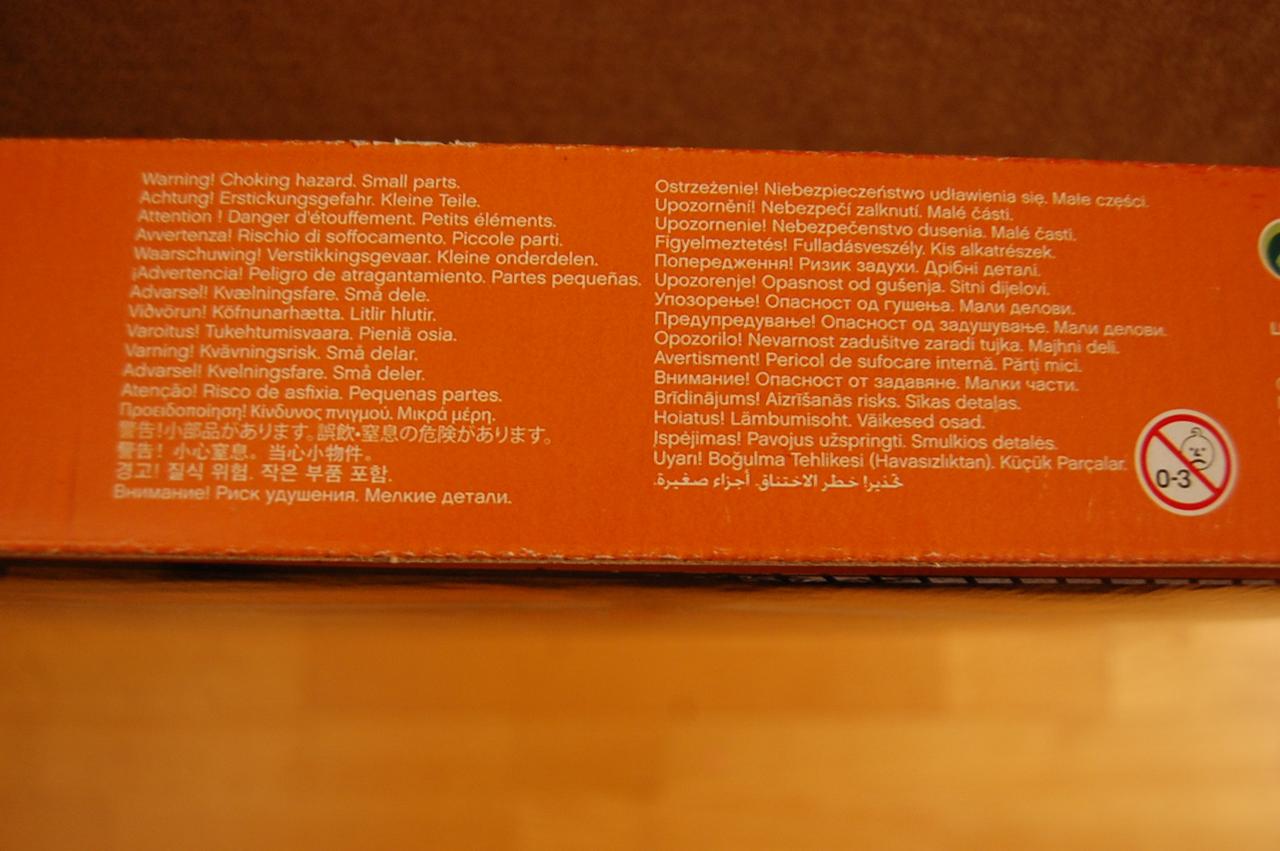 Warning! Choking hazard. Small parts.
Achtung! Erstickungsgefahr. Kleine Teile.
Attention ! Danger d'étouffement. Petits éléments.
Avvertenza! Rischio di soffocamento. Piccole parti.
Waarschuwing! Verstikkingsgevaar. Kleine onderdelen.
¡Advertencia! Peligro de atragantamiento. Partes pequeñas.
Advarsel! Kvælningsfare. Små dele.
Viðvörun! Köfnunarhætta. Litlir hlutir.
Varoitus! Tukehtumisvaara. Pieniä osia.
Varning! Kvävningsrisk. Små delar.
Advarsel! Kvelningsfare. Små deler.
Atenção! Risco de asfixia. Pequenas partes.
Προειδοποίηση! Κίνδυνος πνιγμού. Μικρά μέρη.
警告!小部品があります。誤飲・窒息の危険があります。
警告! 小心窒息。当心小物件。
경고! 질식 위험. 작은 부품 포함.
Внимание! Риск удушения. Мелкие детали.
Ostrzeżenie! Niebezpieczeństwo udławienia się. Małe części.
Upozornění! Nebezpečí zalknutí. Malé části.
Upozornenie! Nebezpečenstvo dusenia. Malé časti.
Figyelmeztetés! Fulladásveszély. Kis alkatrészek.
Попередження! Ризик задухи. Дрібні деталі.
Upozorenje! Opasnost od gušenja. Sitni dijelovi.
Упозорење! Опасност од гушења. Мали делови.
Предупредување! Опасност од задушување. Мали делови.
Opozorilo! Nevarnost zadušitve zaradi tujka. Majhni deli.
Avertisment! Pericol de sufocare internă. Părți mici.
Внимание! Опасност от задавяне. Малки части.
Brīdinājums! Aizrīšanās risks. Sīkas detaļas.
Hoiatus! Lämbumisoht. Väikesed osad.
Įspėjimas! Pavojus užspringti. Smulkios detalės.
Uyarı! Boğulma Tehlikesi (Havasızlıktan). Küçük Parçalar.
تحذير! خطر الاختناق. أجزاء صغيرة.
0-3